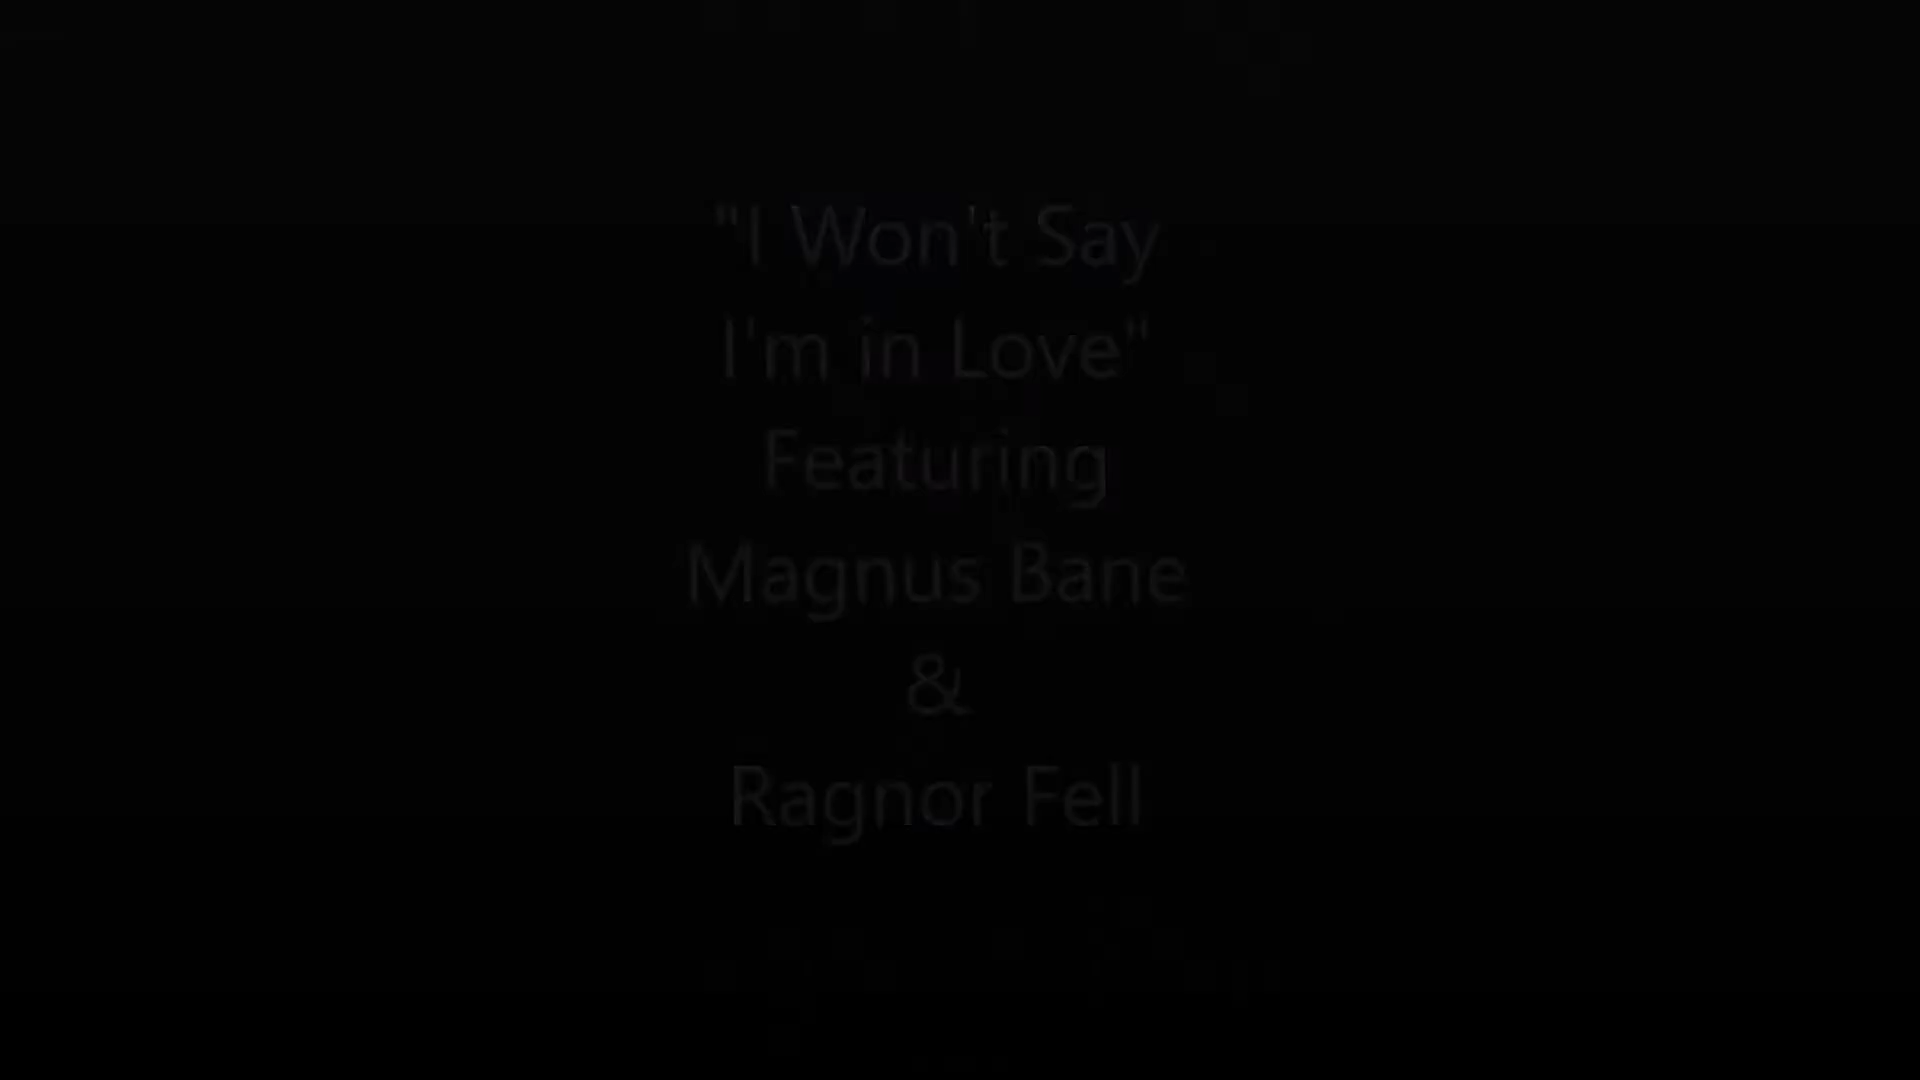 "I Won't Say
I'm in Love"
Featuring
Magnus Bane
&
Ragnor Fell